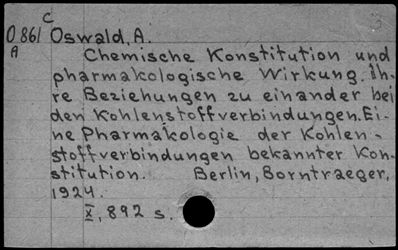 C
O 861 Oswald, A.
A Chemische Konstitution und
pharmakologische Wirkung. Ih-
re Beziehungen zu einander bei
den Kohlenstoffverbindungen. Ei-
ne Pharmakologie der Kohlen-
stoffverbindungen bekannter Kon-
stitution. Berlin, Borntraeger,
1924.
X, 892 s.